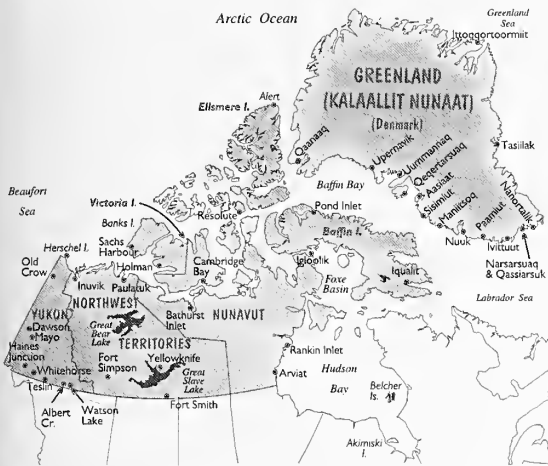 Arctic Ocean
Greenland
Sea
Ittoqqortoormiit
GREENLAND
(KALAALLIT NUNAAT)
(Denmark)
Alert
Ellsmere I.
Qaanaaq
Upernavik
Uummannaq
Qeqertarsuaq
Aasiaat
Sisimiut
Maniitsoq
Nuuk
Paamiut
Ivittuut
Nanortalik
Tasiilaq
Narsarsuaq
& Qassiarsuk
Labrador Sea
Baffin Bay
Beaufort
Sea
Victoria I.
Banks I.
Resolute
Pond Inlet
Baffin I.
Herschel I.
Sachs
Harbour
Holman
Cambridge
Bay
Igloolik
Foxe
Basin
Iqualit
Old
Crow
Inuvik
Paulatuk
Bathurst
Inlet
NUNAVUT
NORTHWEST
TERRITORIES
YUKON
Dawson
Mayo
Great
Bear
Lake
Haines
Junction
Whitehorse
Teslin
Fort
Simpson
Yellowknife
Great
Slave
Lake
Rankin Inlet
Arviat
Hudson
Bay
Belcher
Is.
Albert
Cr.
Watson
Lake
Fort Smith
Akimiski
I.